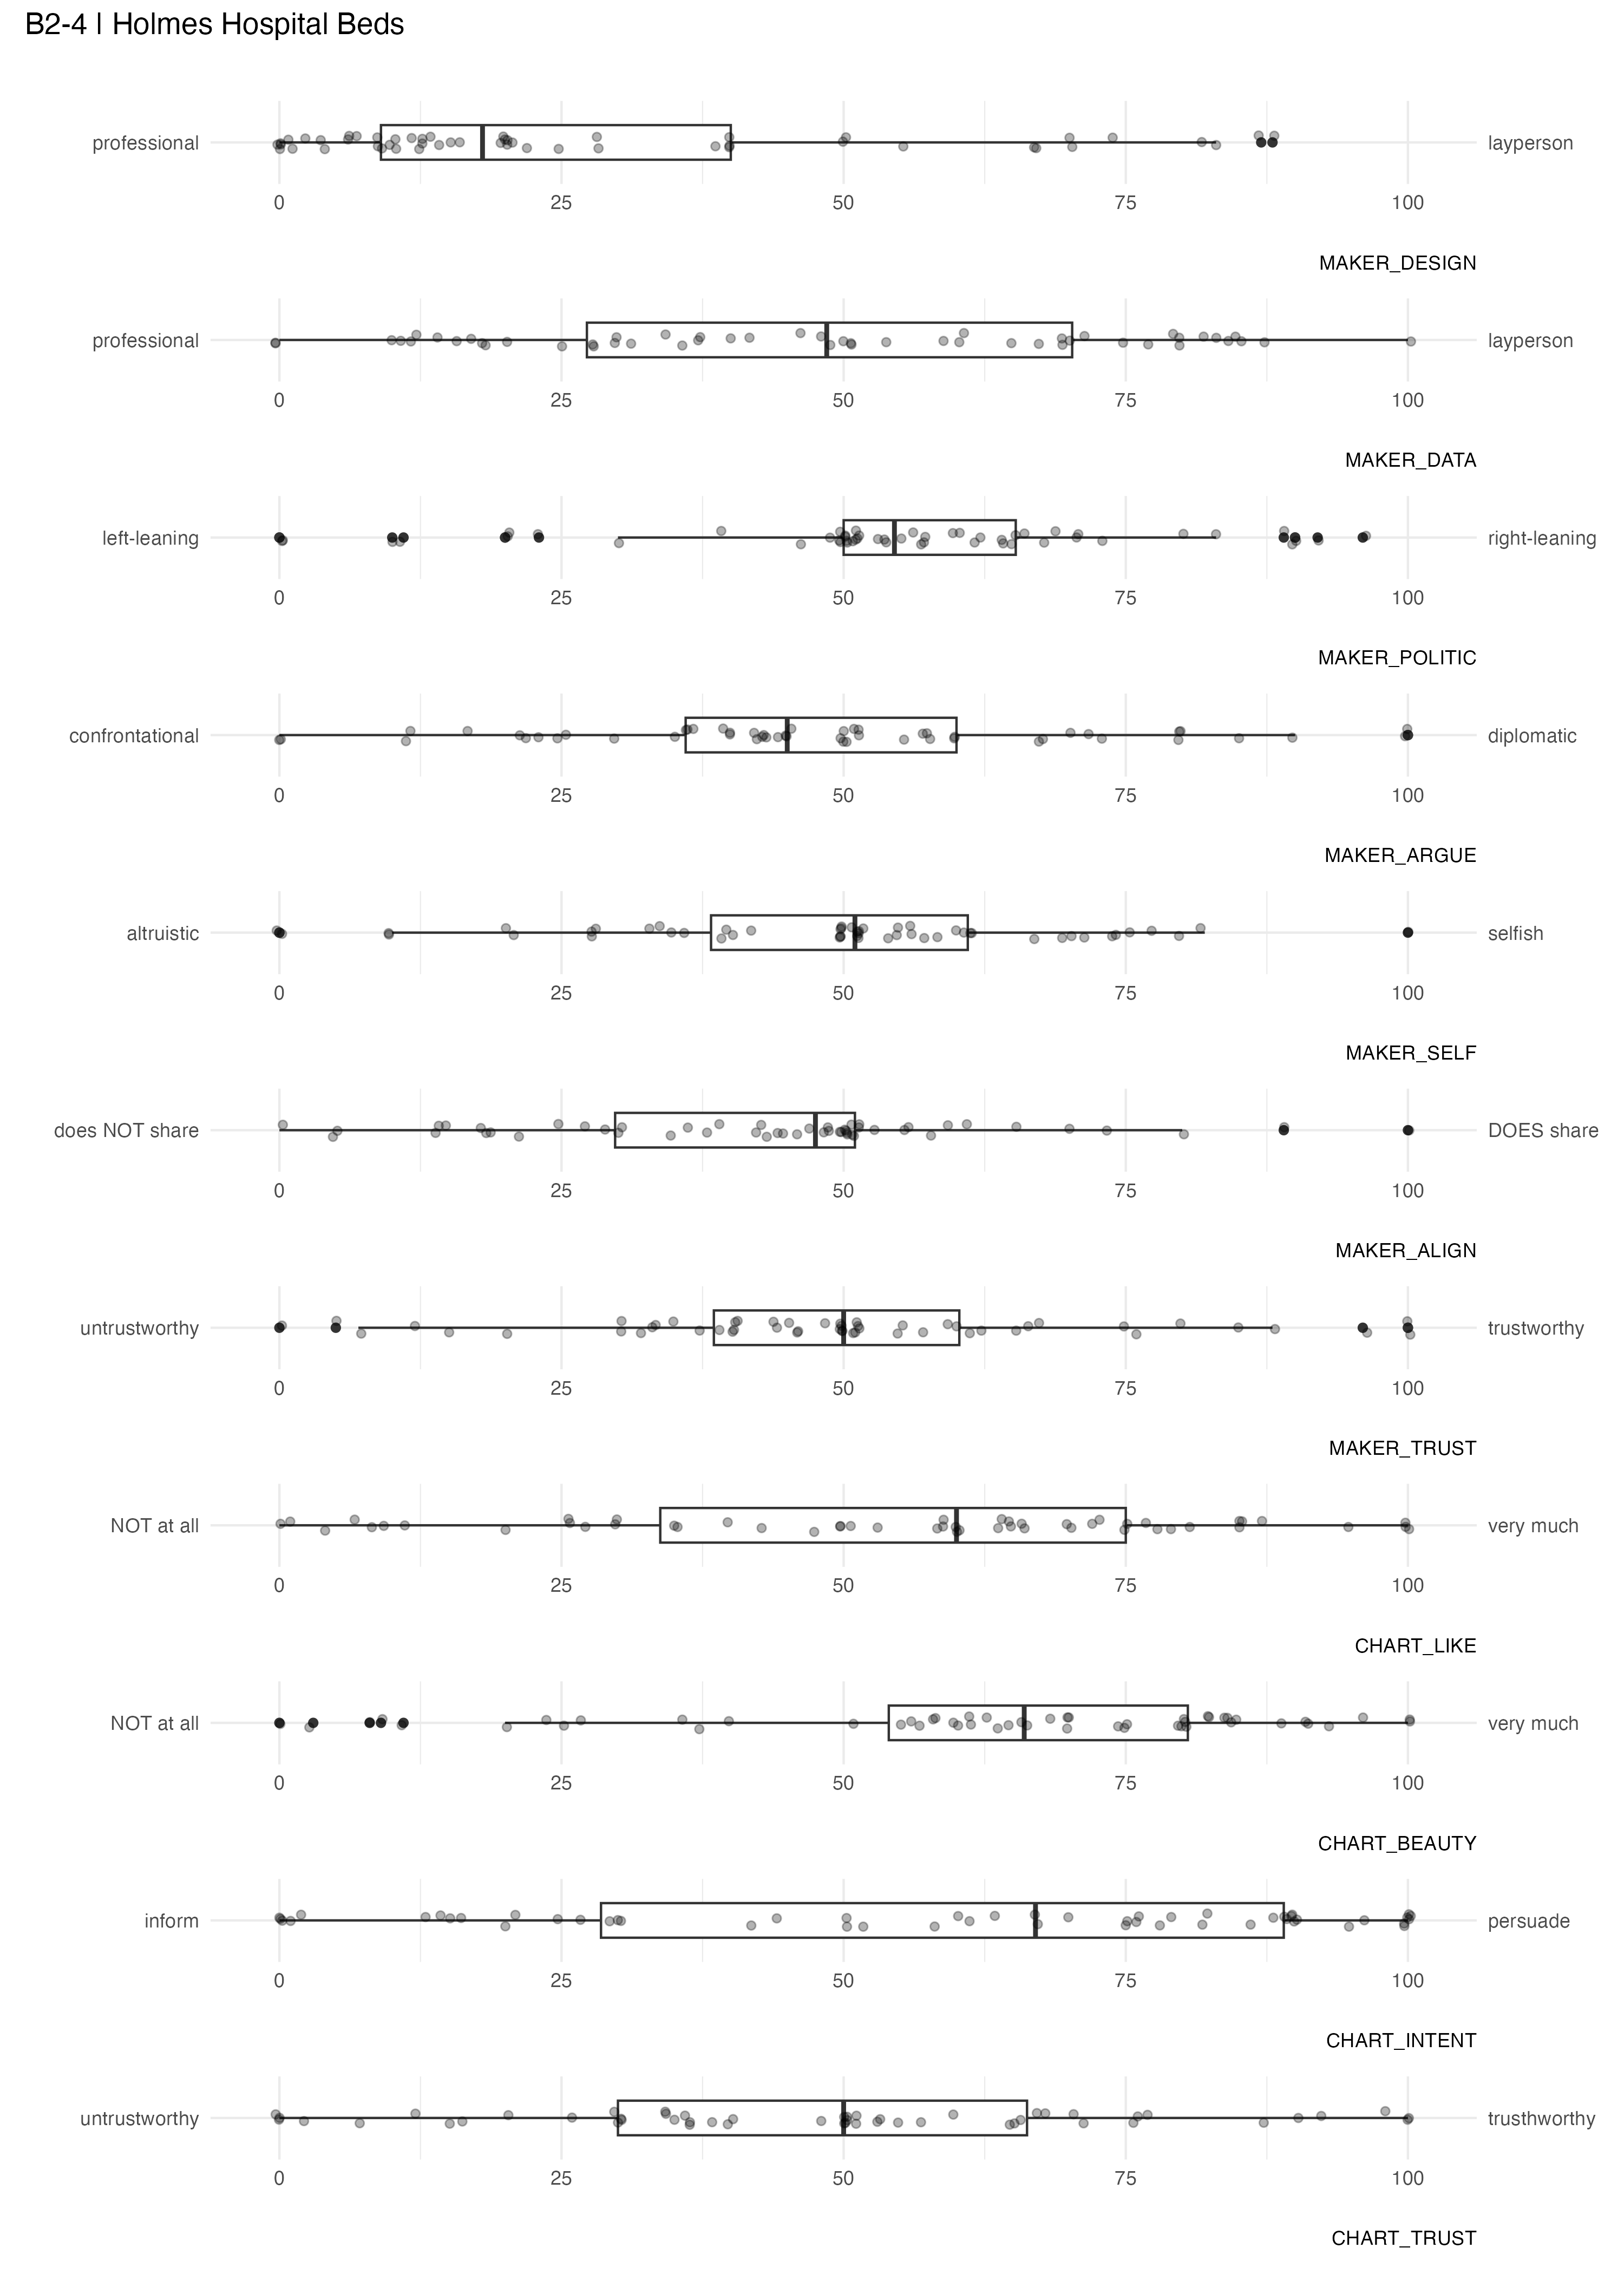 B2-4 | Holmes Hospital Beds
professional layperson
0 25 50 75 100
MAKER_DESIGN
professional layperson
0 25 50 75 100
MAKER_DATA
left-leaning right-leaning
0 25 50 75 100
MAKER_POLITIC
confrontational diplomatic
0 25 50 75 100
MAKER_ARGUE
altruistic selfish
0 25 50 75 100
MAKER_SELF
does NOT share DOES share
0 25 50 75 100
MAKER_ALIGN
untrustworthy trustworthy
0 25 50 75 100
MAKER_TRUST
NOT at all very much
0 25 50 75 100
CHART_LIKE
NOT at all very much
0 25 50 75 100
CHART_BEAUTY
inform persuade
0 25 50 75 100
CHART_INTENT
untrustworthy trusthworthy
0 25 50 75 100
CHART_TRUST